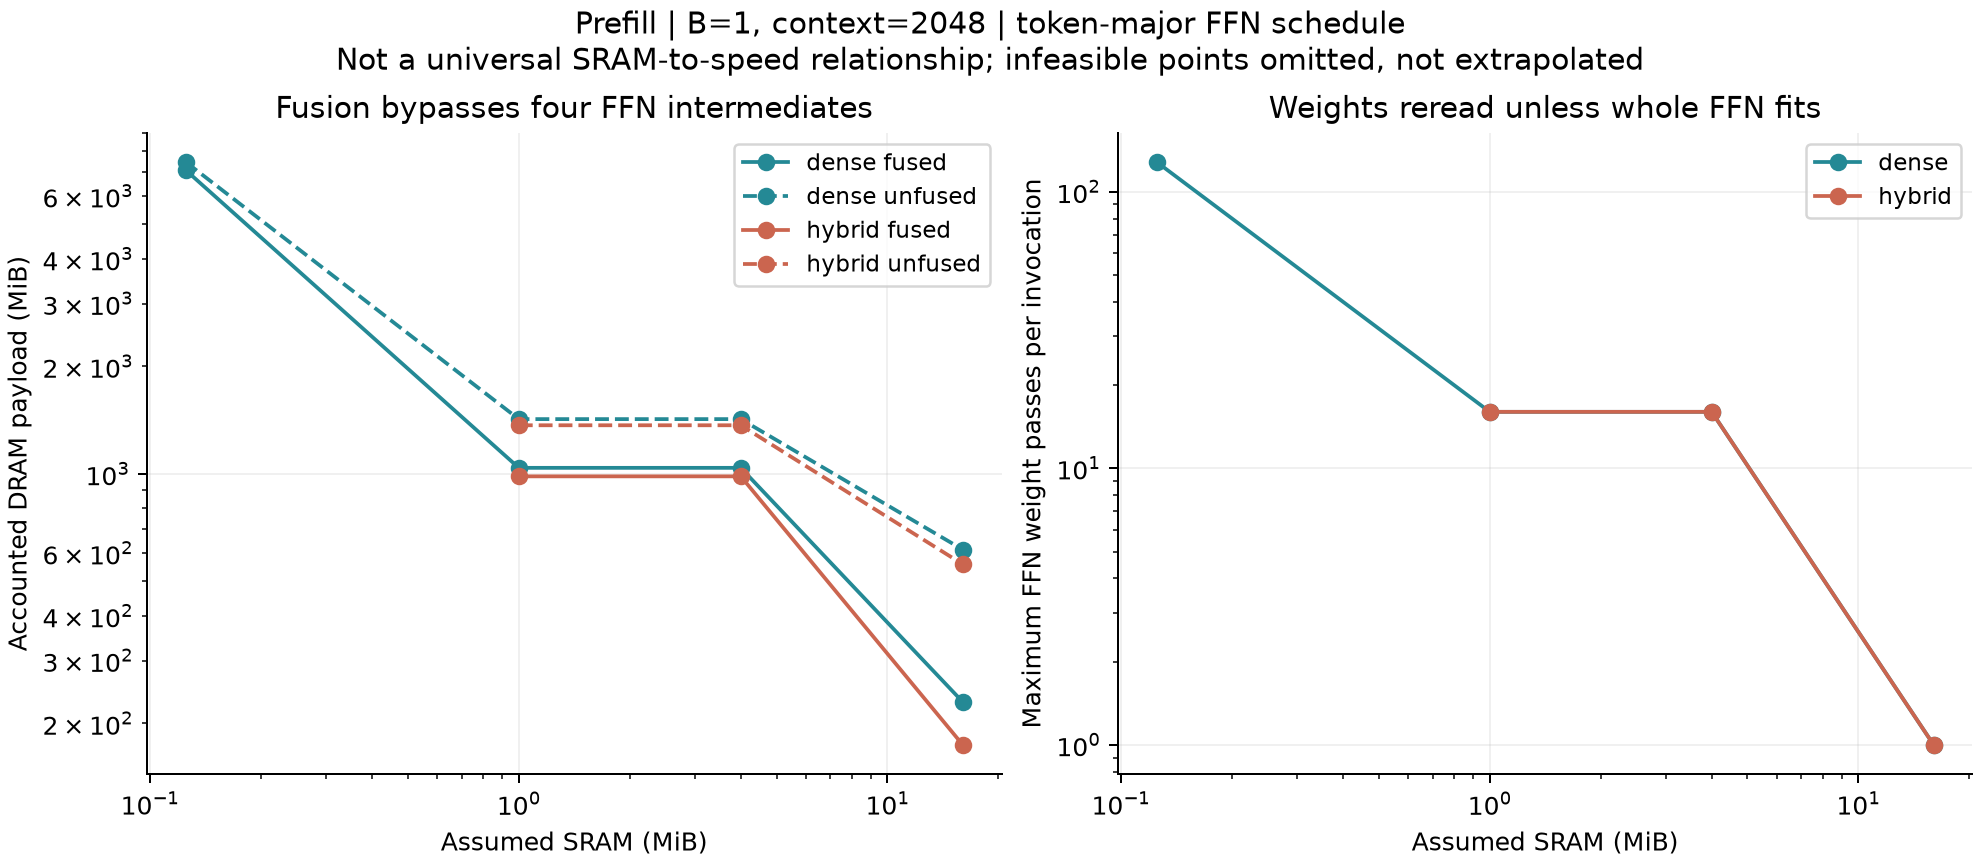 Prefill | B=1, context=2048 | token-major FFN schedule
Not a universal SRAM-to-speed relationship; infeasible points omitted, not extrapolated
Fusion bypasses four FFN intermediates
dense fused
dense unfused
hybrid fused
hybrid unfused
Accounted DRAM payload (MiB)
6 × 10³
4 × 10³
3 × 10³
2 × 10³
10³
6 × 10²
4 × 10²
3 × 10²
2 × 10²
10⁻¹
10⁰
10¹
Assumed SRAM (MiB)
Weights reread unless whole FFN fits
dense
hybrid
Maximum FFN weight passes per invocation
10²
10¹
10⁰
10⁻¹
10⁰
10¹
Assumed SRAM (MiB)